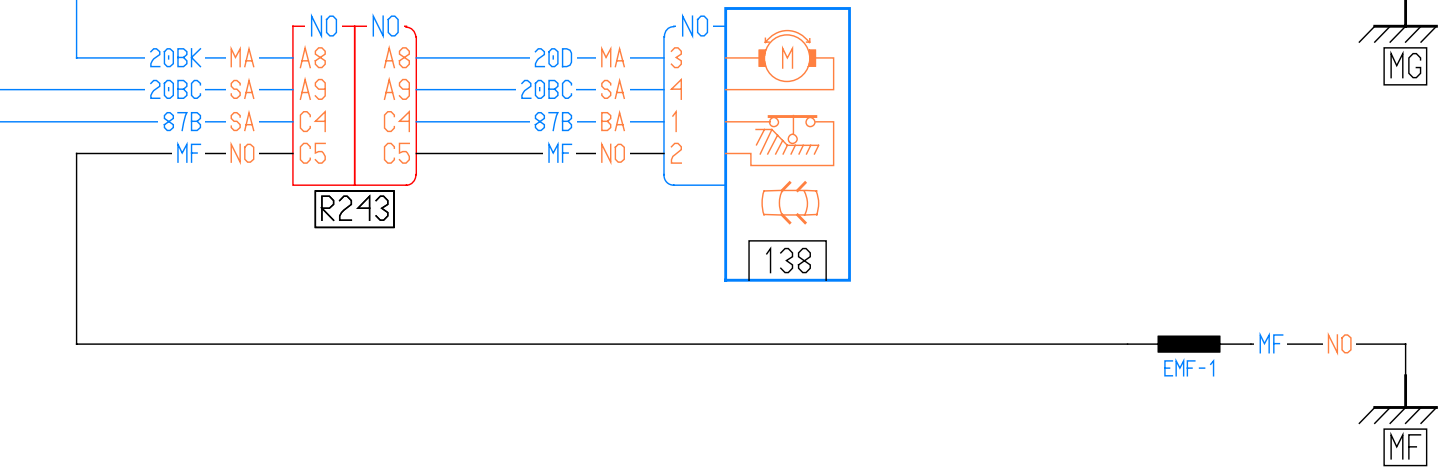 NO NO NO
20BK MA A8 A8 20D MA 3 M
20BC SA A9 A9 20BC SA 4
87B SA C4 C4 87B BA 1
MF NO C5 C5 MF NO 2
MG
R243
138
MF NO
EMF-1
MF